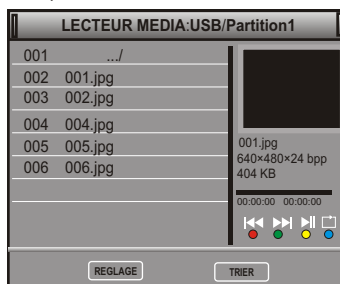 LECTEUR MEDIA:USB/Partition1
001 .../
002 001.jpg
003 002.jpg
004 004.jpg
005 005.jpg
006 006.jpg
001.jpg
640×480×24 bpp
404 KB
00:00:00 00:00:00
REGLAGE TRIER